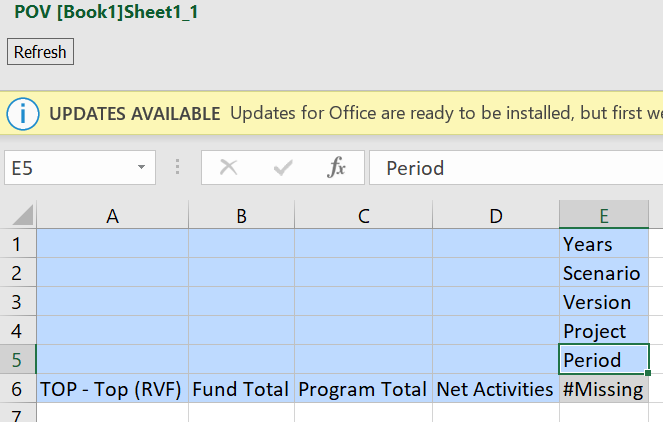 POV [Book1]Sheet1_1
Refresh
UPDATES AVAILABLE Updates for Office are ready to be installed, but first we
E5 fx Period
A B C D E
1 Years
2 Scenario
3 Version
4 Project
5 Period
6 TOP - Top (RVF) Fund Total Program Total Net Activities #Missing
7